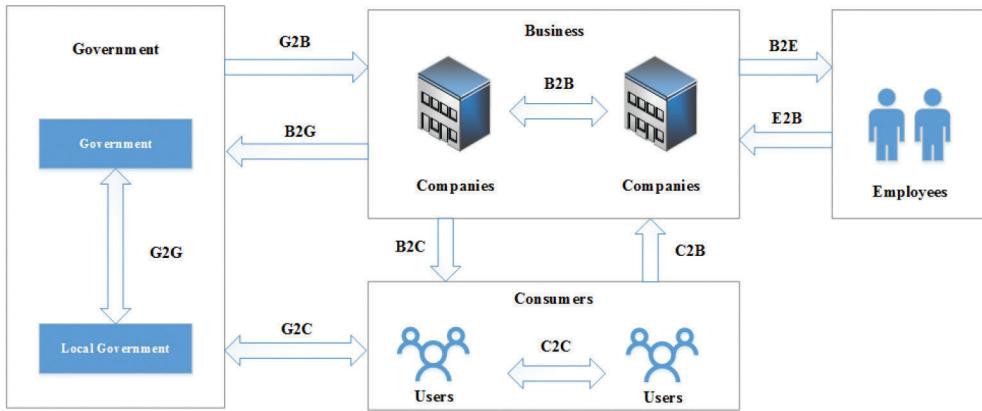 Government
Government
G2G
Local Government
G2B
B2G
G2C
Business
B2B
Companies
Companies
B2E
E2B
Employees
B2C
C2B
Consumers
C2C
Users
Users